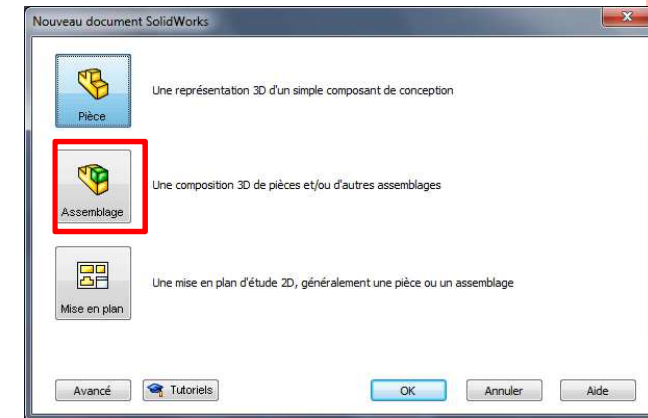 Nouveau document SolidWorks
Pièce
Une représentation 3D d'un simple composant de conception
Assemblage
Une composition 3D de pièces et/ou d'autres assemblages
Mise en plan
Une mise en plan d'étude 2D, généralement une pièce ou un assemblage
Avancé
Tutoriels
OK
Annuler
Aide